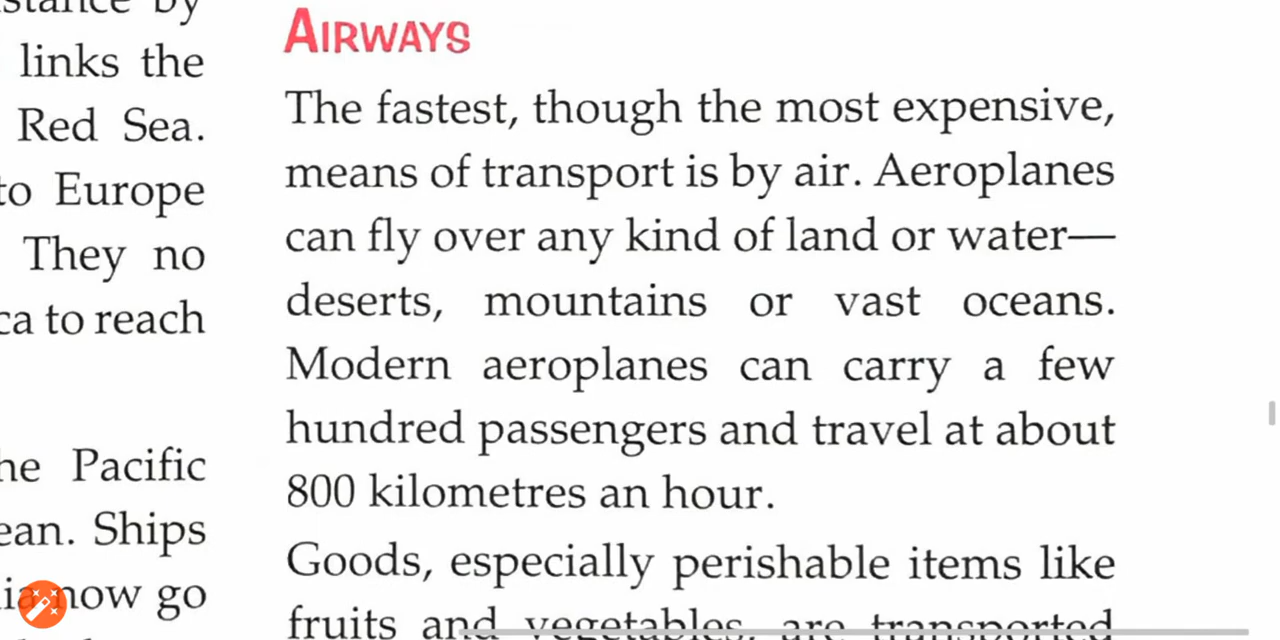 links the
Red Sea.
to Europe
They no
to reach
Pacific
Ships
now go
AIRWAYS
The fastest, though the most expensive,
means of transport is by air. Aeroplanes
can fly over any kind of land or water—
deserts, mountains or vast oceans.
Modern aeroplanes can carry a few
hundred passengers and travel at about
800 kilometres an hour.
Goods, especially perishable items like
fruits and vegetables, are transported